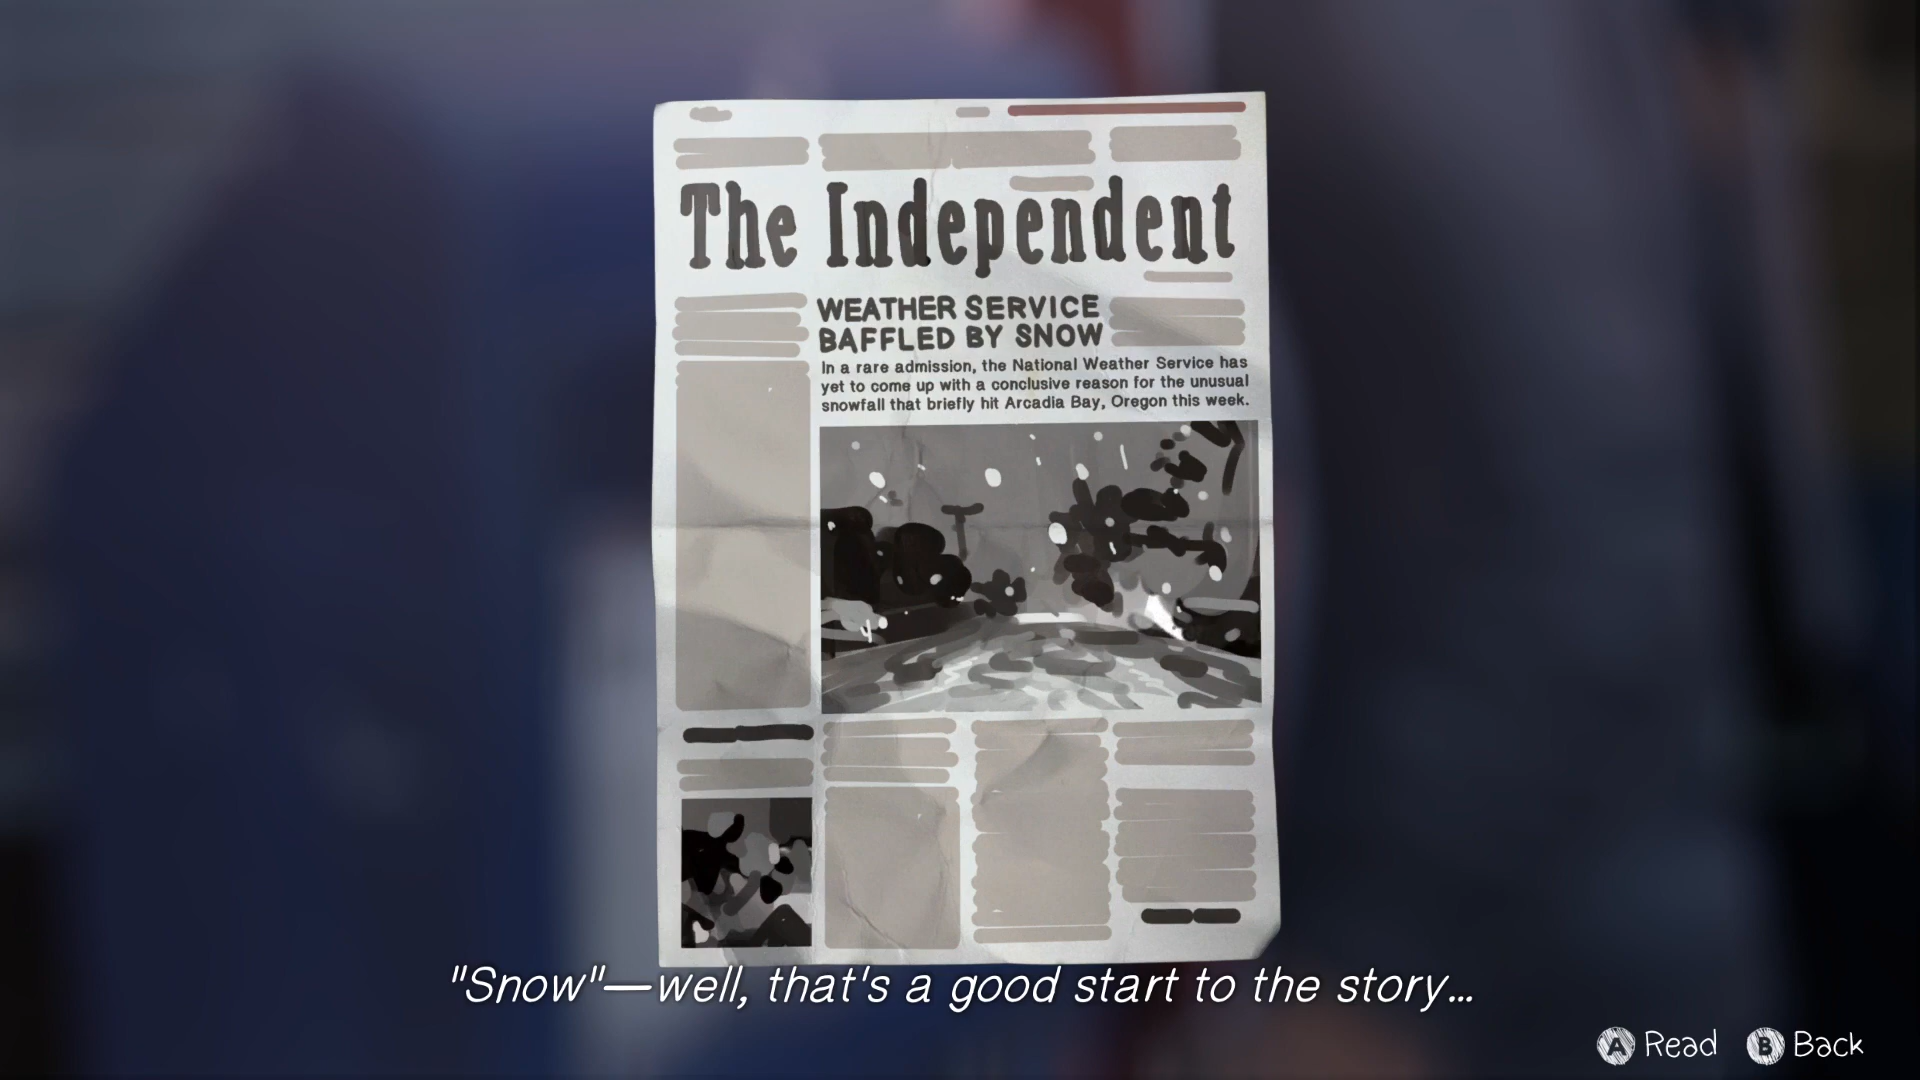 The Independent
WEATHER SERVICE
BAFFLED BY SNOW
In a rare admission, the National Weather Service has
yet to come up with a conclusive reason for the unusual
snowfall that briefly hit Arcadia Bay, Oregon this week.
"Snow"—well, that's a good start to the story...
A Read B Back